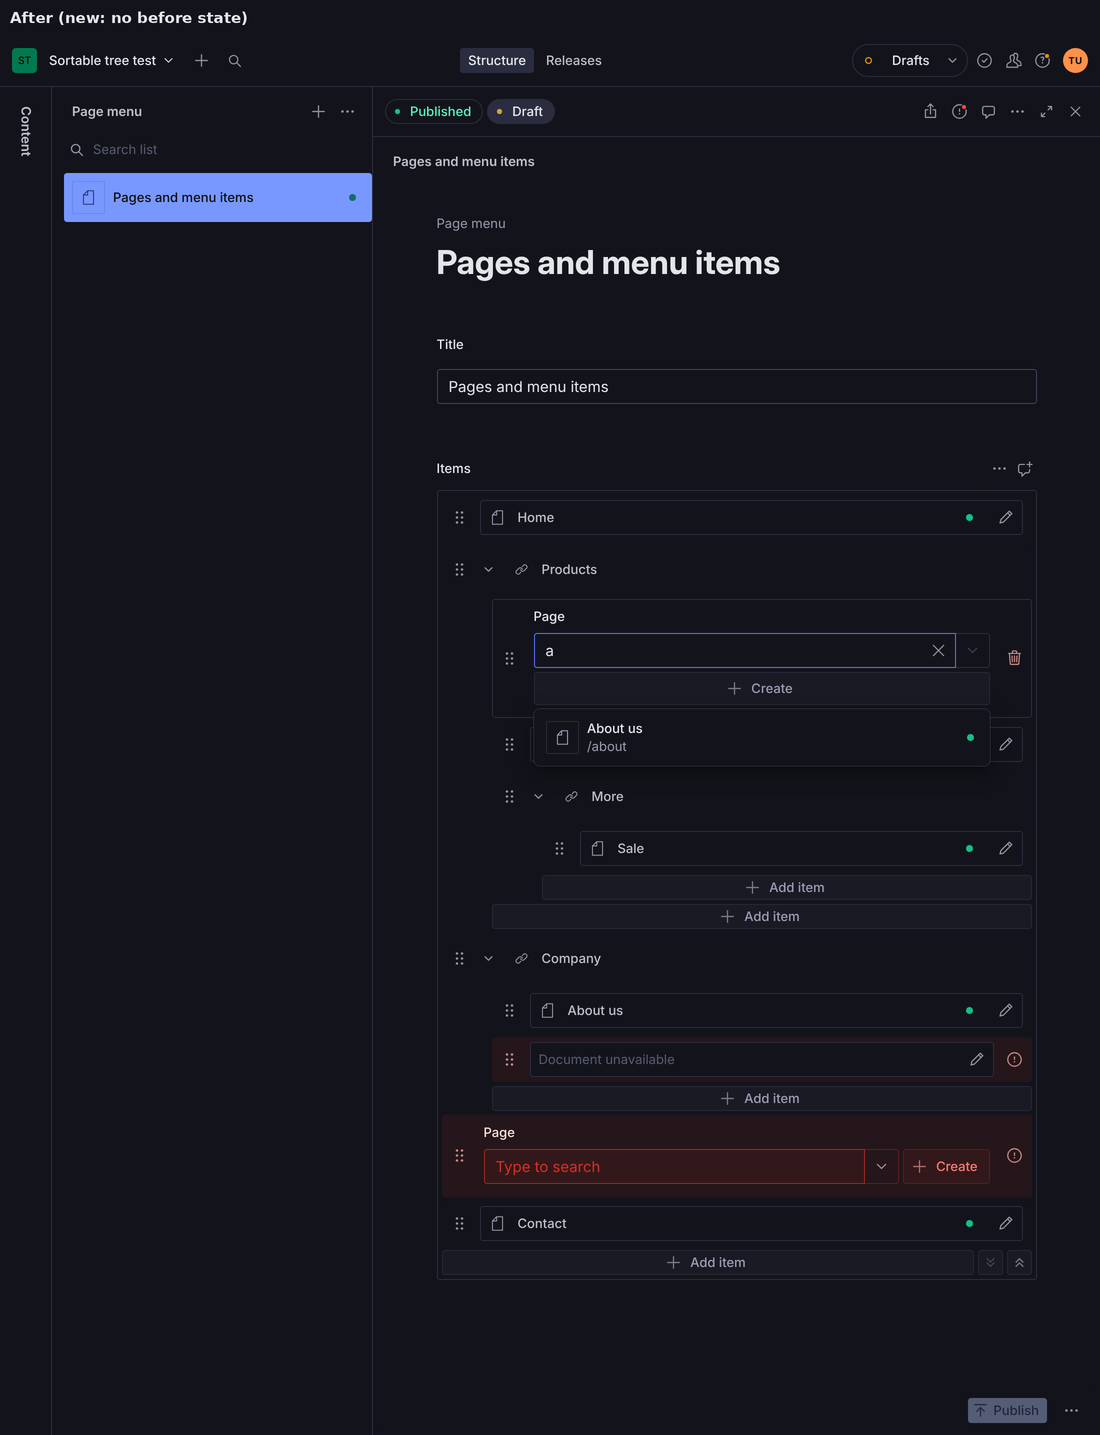 After (new: no before state)
ST
Sortable tree test
Structure
Releases
Drafts
TU
Content
Page menu
Search list
Pages and menu items
Published
Draft
Pages and menu items
Page menu
Pages and menu items
Title
Pages and menu items
Items
Home
Products
Page
a
Create
About us
/about
More
Sale
Add item
Add item
Company
About us
Document unavailable
Add item
Page
Type to search
Create
Contact
Add item
Publish